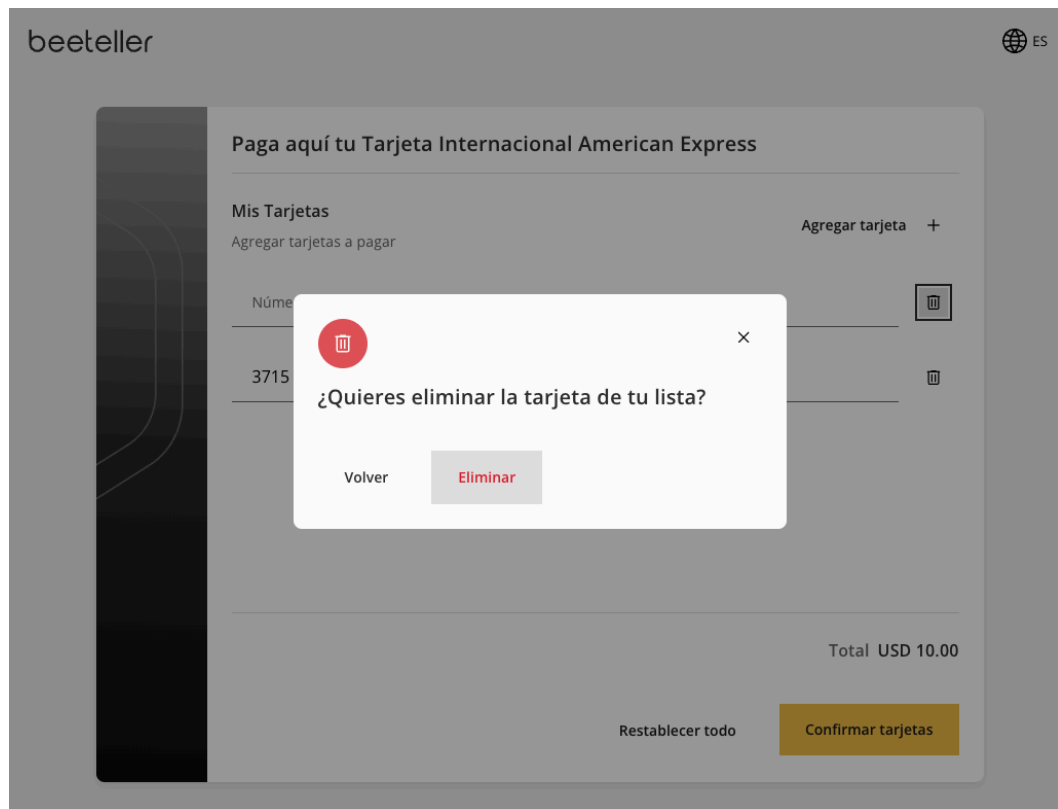 beeteller
ES
Paga aquí tu Tarjeta Internacional American Express
Mis Tarjetas
Agregar tarjetas a pagar
Agregar tarjeta +
3715
¿Quieres eliminar la tarjeta de tu lista?
Volver
Eliminar
Total USD 10.00
Restablecer todo
Confirmar tarjetas